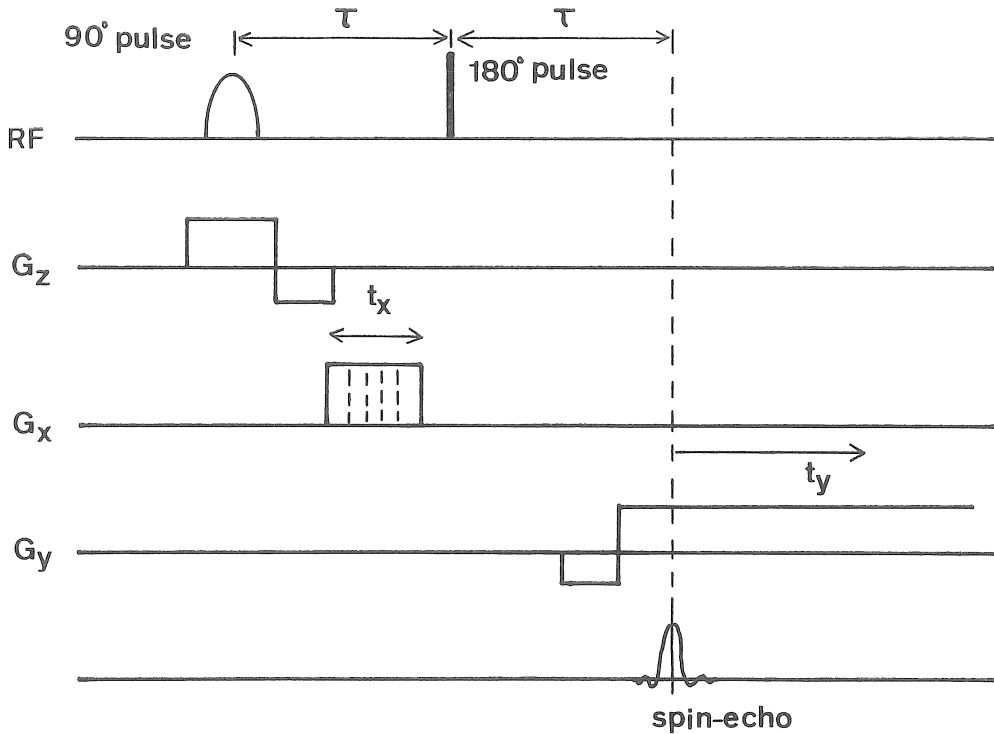 τ τ
90° pulse
180° pulse
RF
Gz
tx
Gx
ty
Gy
spin-echo